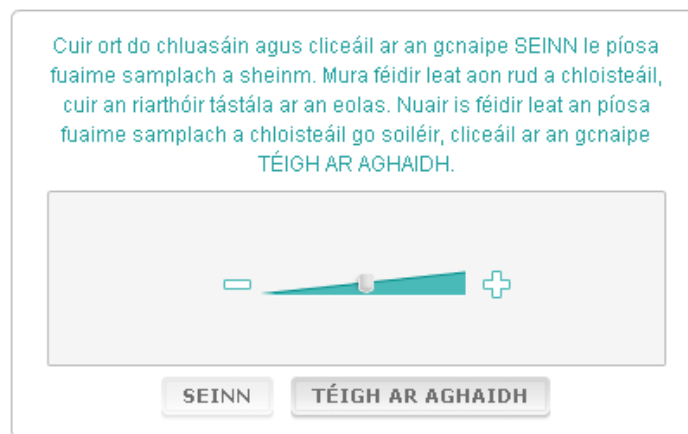 Cuir ort do chluasáin agus cliceáil ar an gcnaipe SEINN le píosa
fuaime samplach a sheinm. Mura féidir leat aon rud a chloisteáil,
cuir an riarthóir tástála ar an eolas. Nuair is féidir leat an píosa
fuaime samplach a chloisteáil go soiléir, cliceáil ar an gcnaipe
TÉIGH AR AGHAIDH.
SEINN
TÉIGH AR AGHAIDH